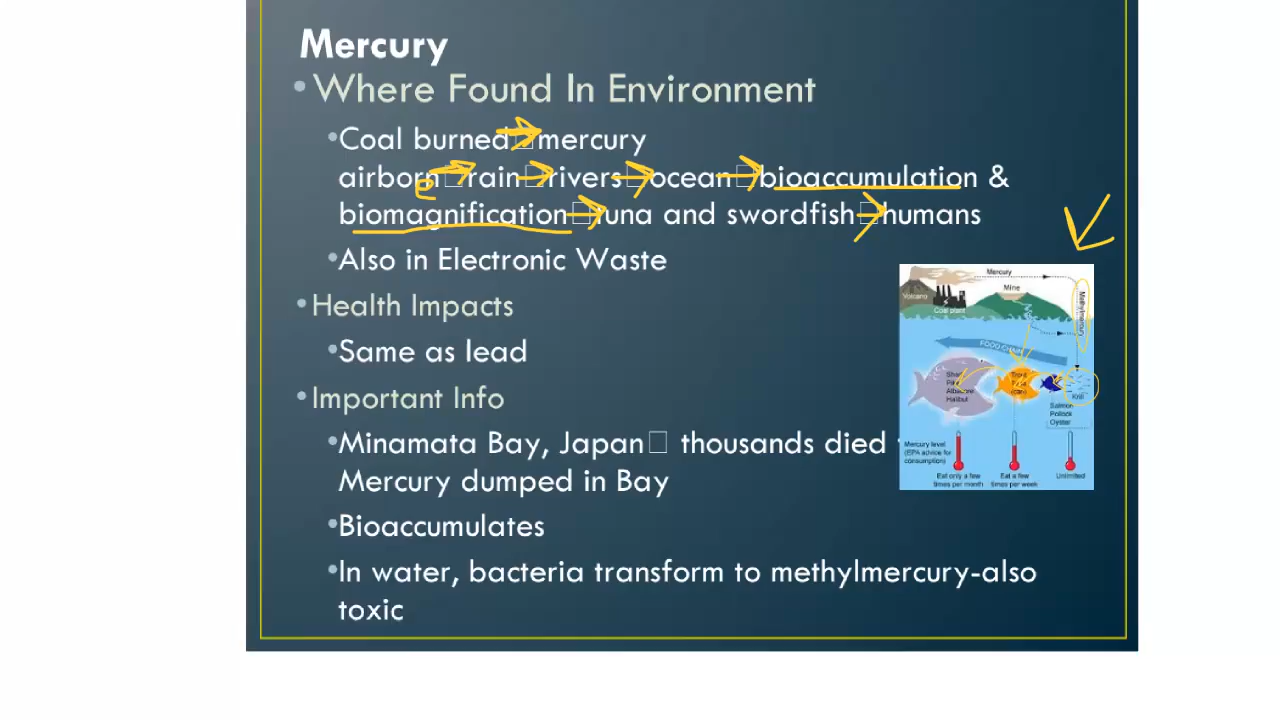 Mercury
• Where Found In Environment
• Coal burned□mercury
airborn□rain□rivers□ocean□bioaccumulation &
e
biomagnification□tuna and swordfish□humans
• Also in Electronic Waste
• Health Impacts
• Same as lead
• Important Info
• Minamata Bay, Japan□ thousands died
Mercury dumped in Bay
• Bioaccumulates
• In water, bacteria transform to methylmercury-also
toxic
Mercury
Mine
Volcano
Coal plant
Methylmercury
FOOD CHAIN
Shark
Albacore
Halibut
Krill
Salmon
Pollock
Oyster
Mercury level
(EPA advice for
consumption)
Eat only a few
times per month
Eat a few
times per week
Unlimited